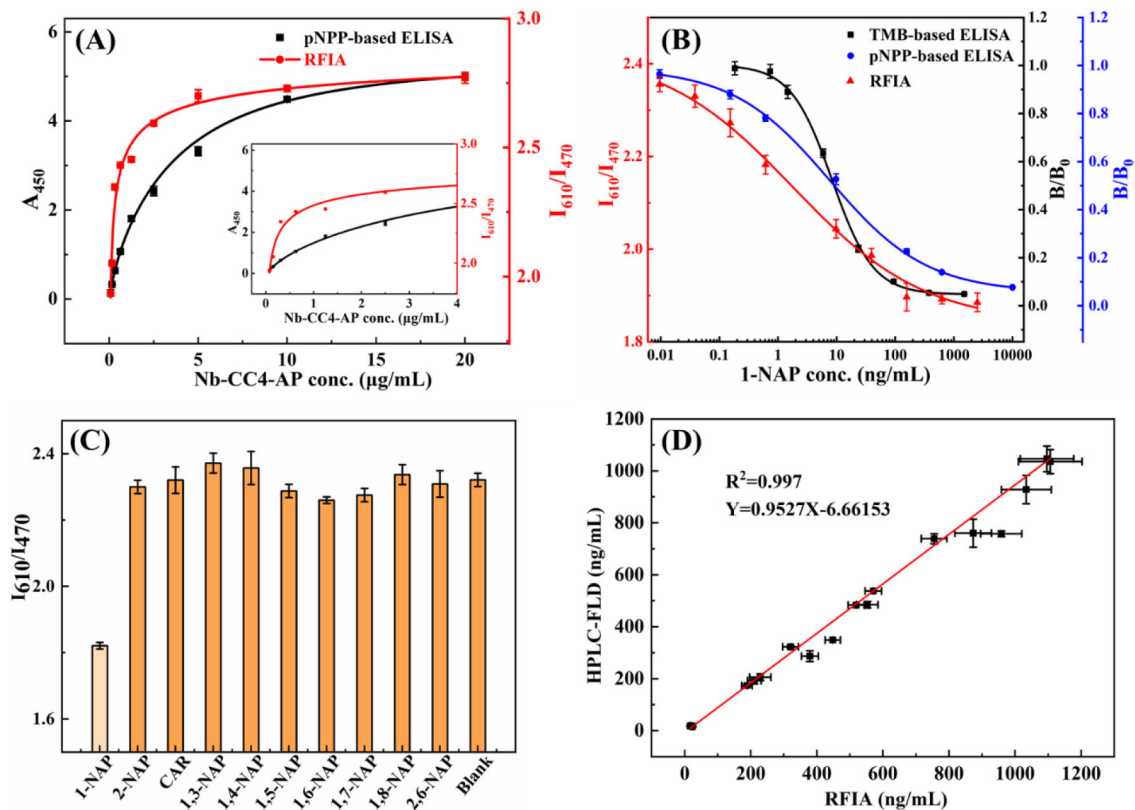 (A)
pNPP-based ELISA
RFIA
A450
I610/I470
6
4
2
0
3.0
2.5
2.0
0
5
10
15
20
Nb-CC4-AP conc. (μg/mL)
6
4
2
0
3.0
2.5
2.0
A450
I610/I470
0
1
2
3
4
Nb-CC4-AP conc. (μg/mL)
(B)
TMB-based ELISA
pNPP-based ELISA
RFIA
I610/I470
2.4
2.2
2.0
1.8
1.2
1.0
0.8
0.6
0.4
0.2
0.0
B/B0
1.2
1.0
0.8
0.6
0.4
0.2
0.0
B/B0
0.01
0.1
1
10
100
1000
10000
1-NAP conc. (ng/mL)
(C)
I610/I470
2.4
2.0
1.6
1-NAP
2-NAP
CAR
1,3-NAP
1,4-NAP
1,5-NAP
1,6-NAP
1,7-NAP
1,8-NAP
2,6-NAP
Blank
(D)
R²=0.997
Y=0.9527X-6.66153
HPLC-FLD (ng/mL)
1200
1000
800
600
400
200
0
0
200
400
600
800
1000
1200
RFIA (ng/mL)